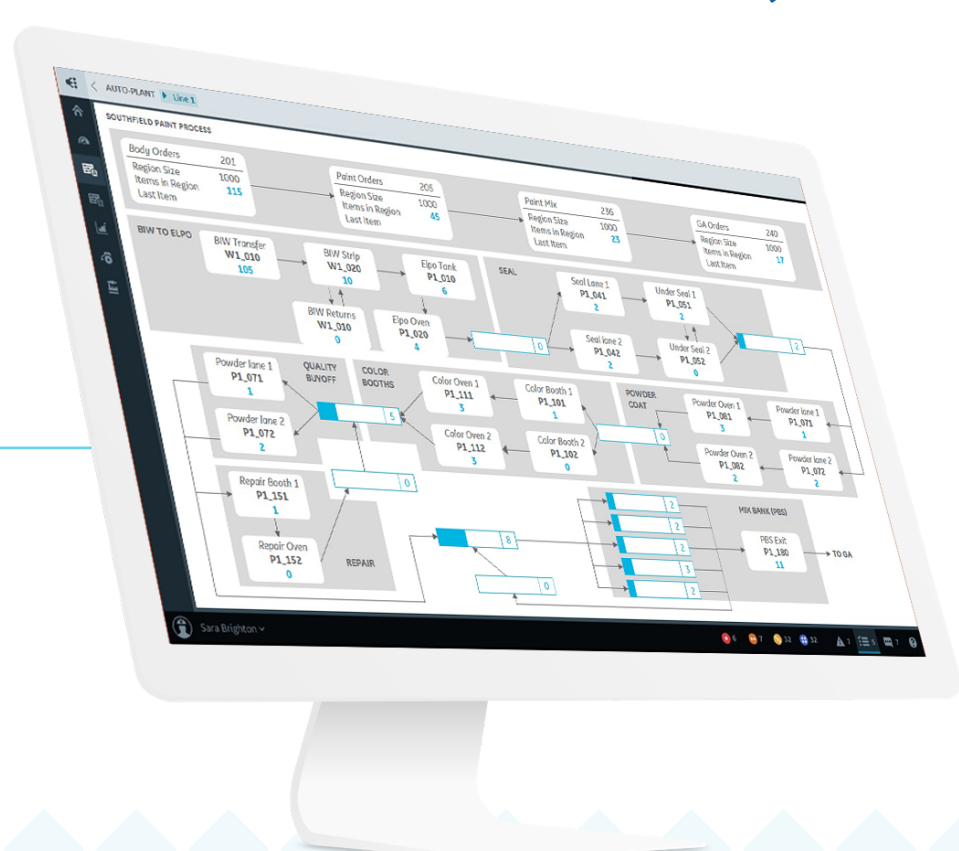 AUTO-PLANT Line 1
SOUTHFIELD PAINT PROCESS
Body Orders 201
Region Size 1000
Items in Region 115
Last Item
Paint Orders 205
Region Size 1000
Items in Region 45
Last Item
Paint Mix 236
Region Size 1000
Items in Region 23
Last Item
GA Orders 240
Region Size 1000
Items in Region 17
Last Item
BIW TO ELPO
BIW Transfer
W1_010
105
BIW Strip
W1_020
10
Elpo Tank
P1_010
6
BIW Returns
W1_010
0
Elpo Oven
P1_020
4
0
SEAL
Seal Lane 1
P1_041
2
Under Seal 1
P1_051
2
Seal lane 2
P1_042
2
Under Seal 2
P1_052
0
2
Powder lane 1
P1_071
1
QUALITY
BUYOFF
COLOR
BOOTHS
Powder lane 2
P1_072
2
5
Color Oven 1
P1_111
3
Color Booth 1
P1_101
1
Color Oven 2
P1_112
3
Color Booth 2
P1_102
0
POWDER
COAT
0
Powder Oven 1
P1_081
3
Powder lane 1
P1_071
1
Powder Oven 2
P1_082
2
Powder lane 2
P1_072
2
Repair Booth 1
P1_151
1
0
Repair Oven
P1_152
0
REPAIR
8
0
2
2
2
3
2
MIX BANK (PBS)
PBS Exit
P1_180
11
TO GA
Sara Brighton
6 7 32 32 5 7